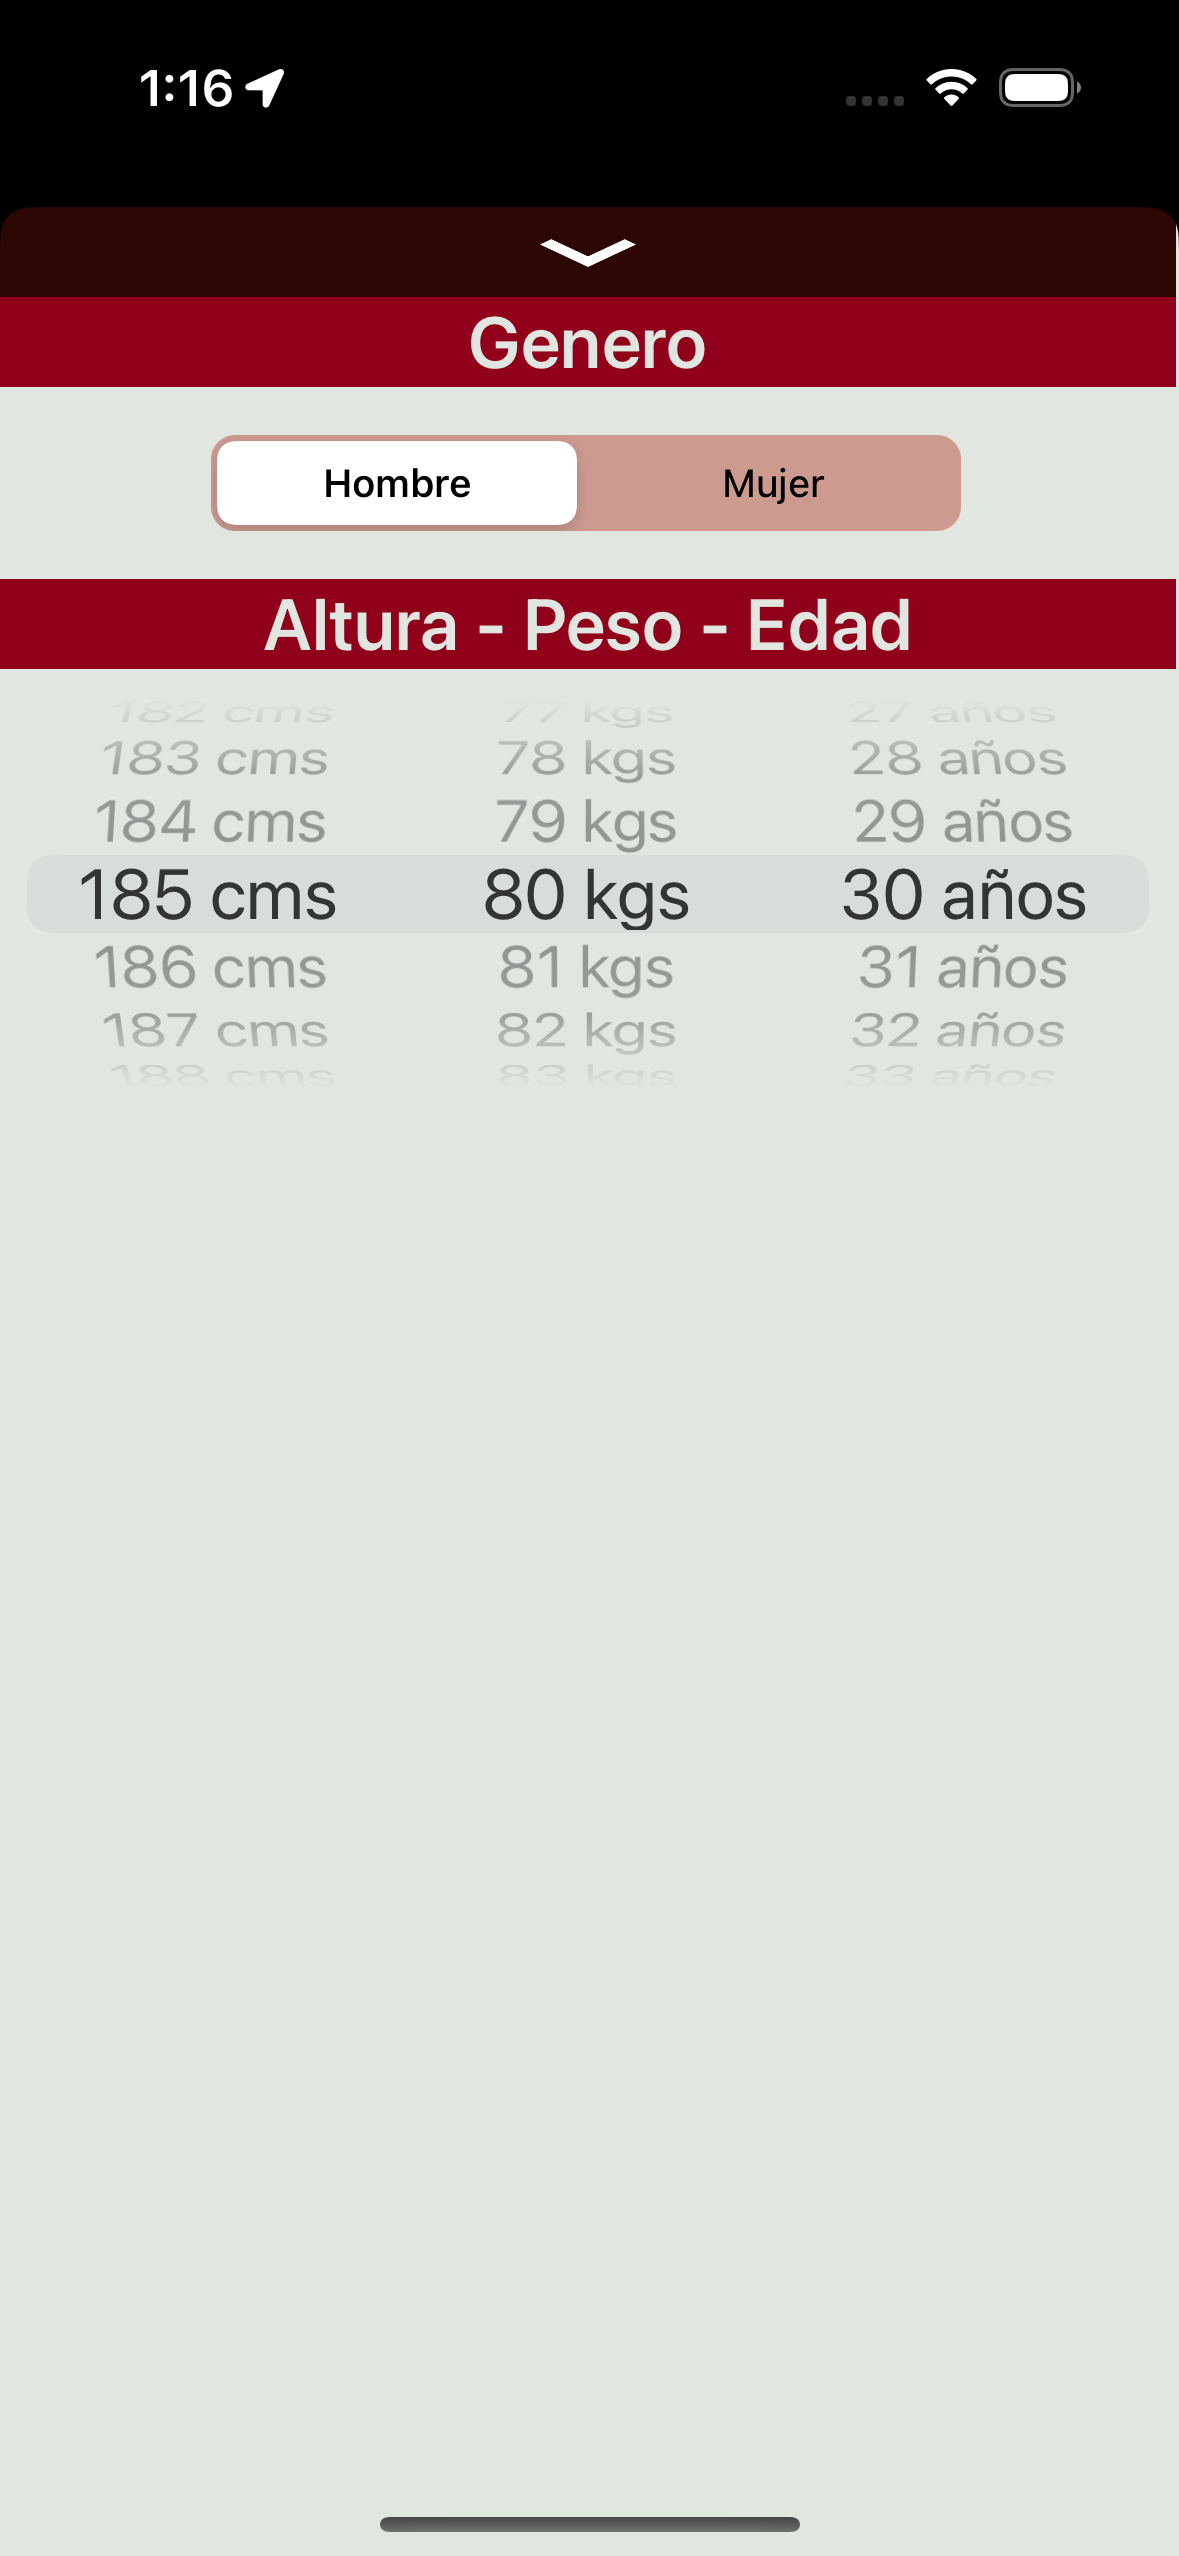 1:16
Genero
Hombre Mujer
Altura - Peso - Edad
182 cms 77 kgs 27 años
183 cms 78 kgs 28 años
184 cms 79 kgs 29 años
185 cms 80 kgs 30 años
186 cms 81 kgs 31 años
187 cms 82 kgs 32 años
188 cms 83 kgs 33 años